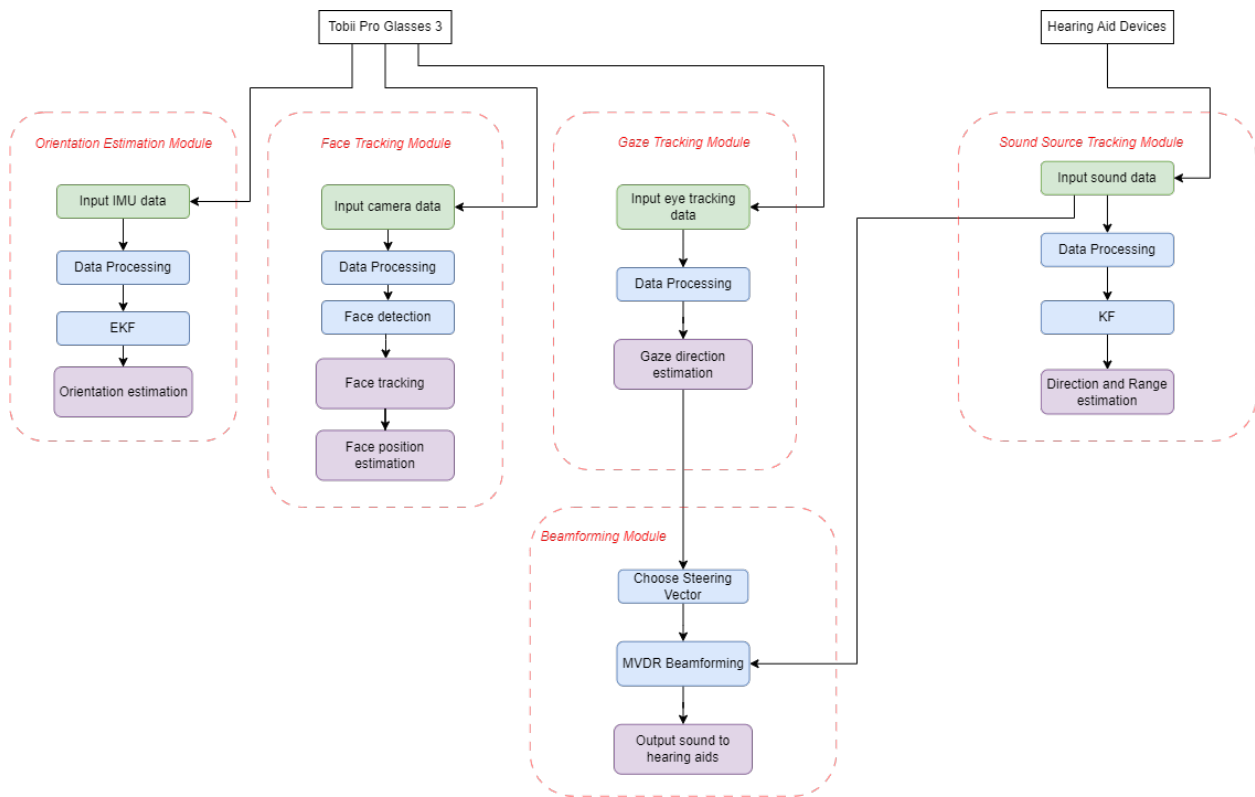 Tobii Pro Glasses 3
Hearing Aid Devices
Orientation Estimation Module
Input IMU data
Data Processing
EKF
Orientation estimation
Face Tracking Module
Input camera data
Data Processing
Face detection
Face tracking
Face position
estimation
Gaze Tracking Module
Input eye tracking
data
Data Processing
Gaze direction
estimation
Sound Source Tracking Module
Input sound data
Data Processing
KF
Direction and Range
estimation
Beamforming Module
Choose Steering
Vector
MVDR Beamforming
Output sound to
hearing aids